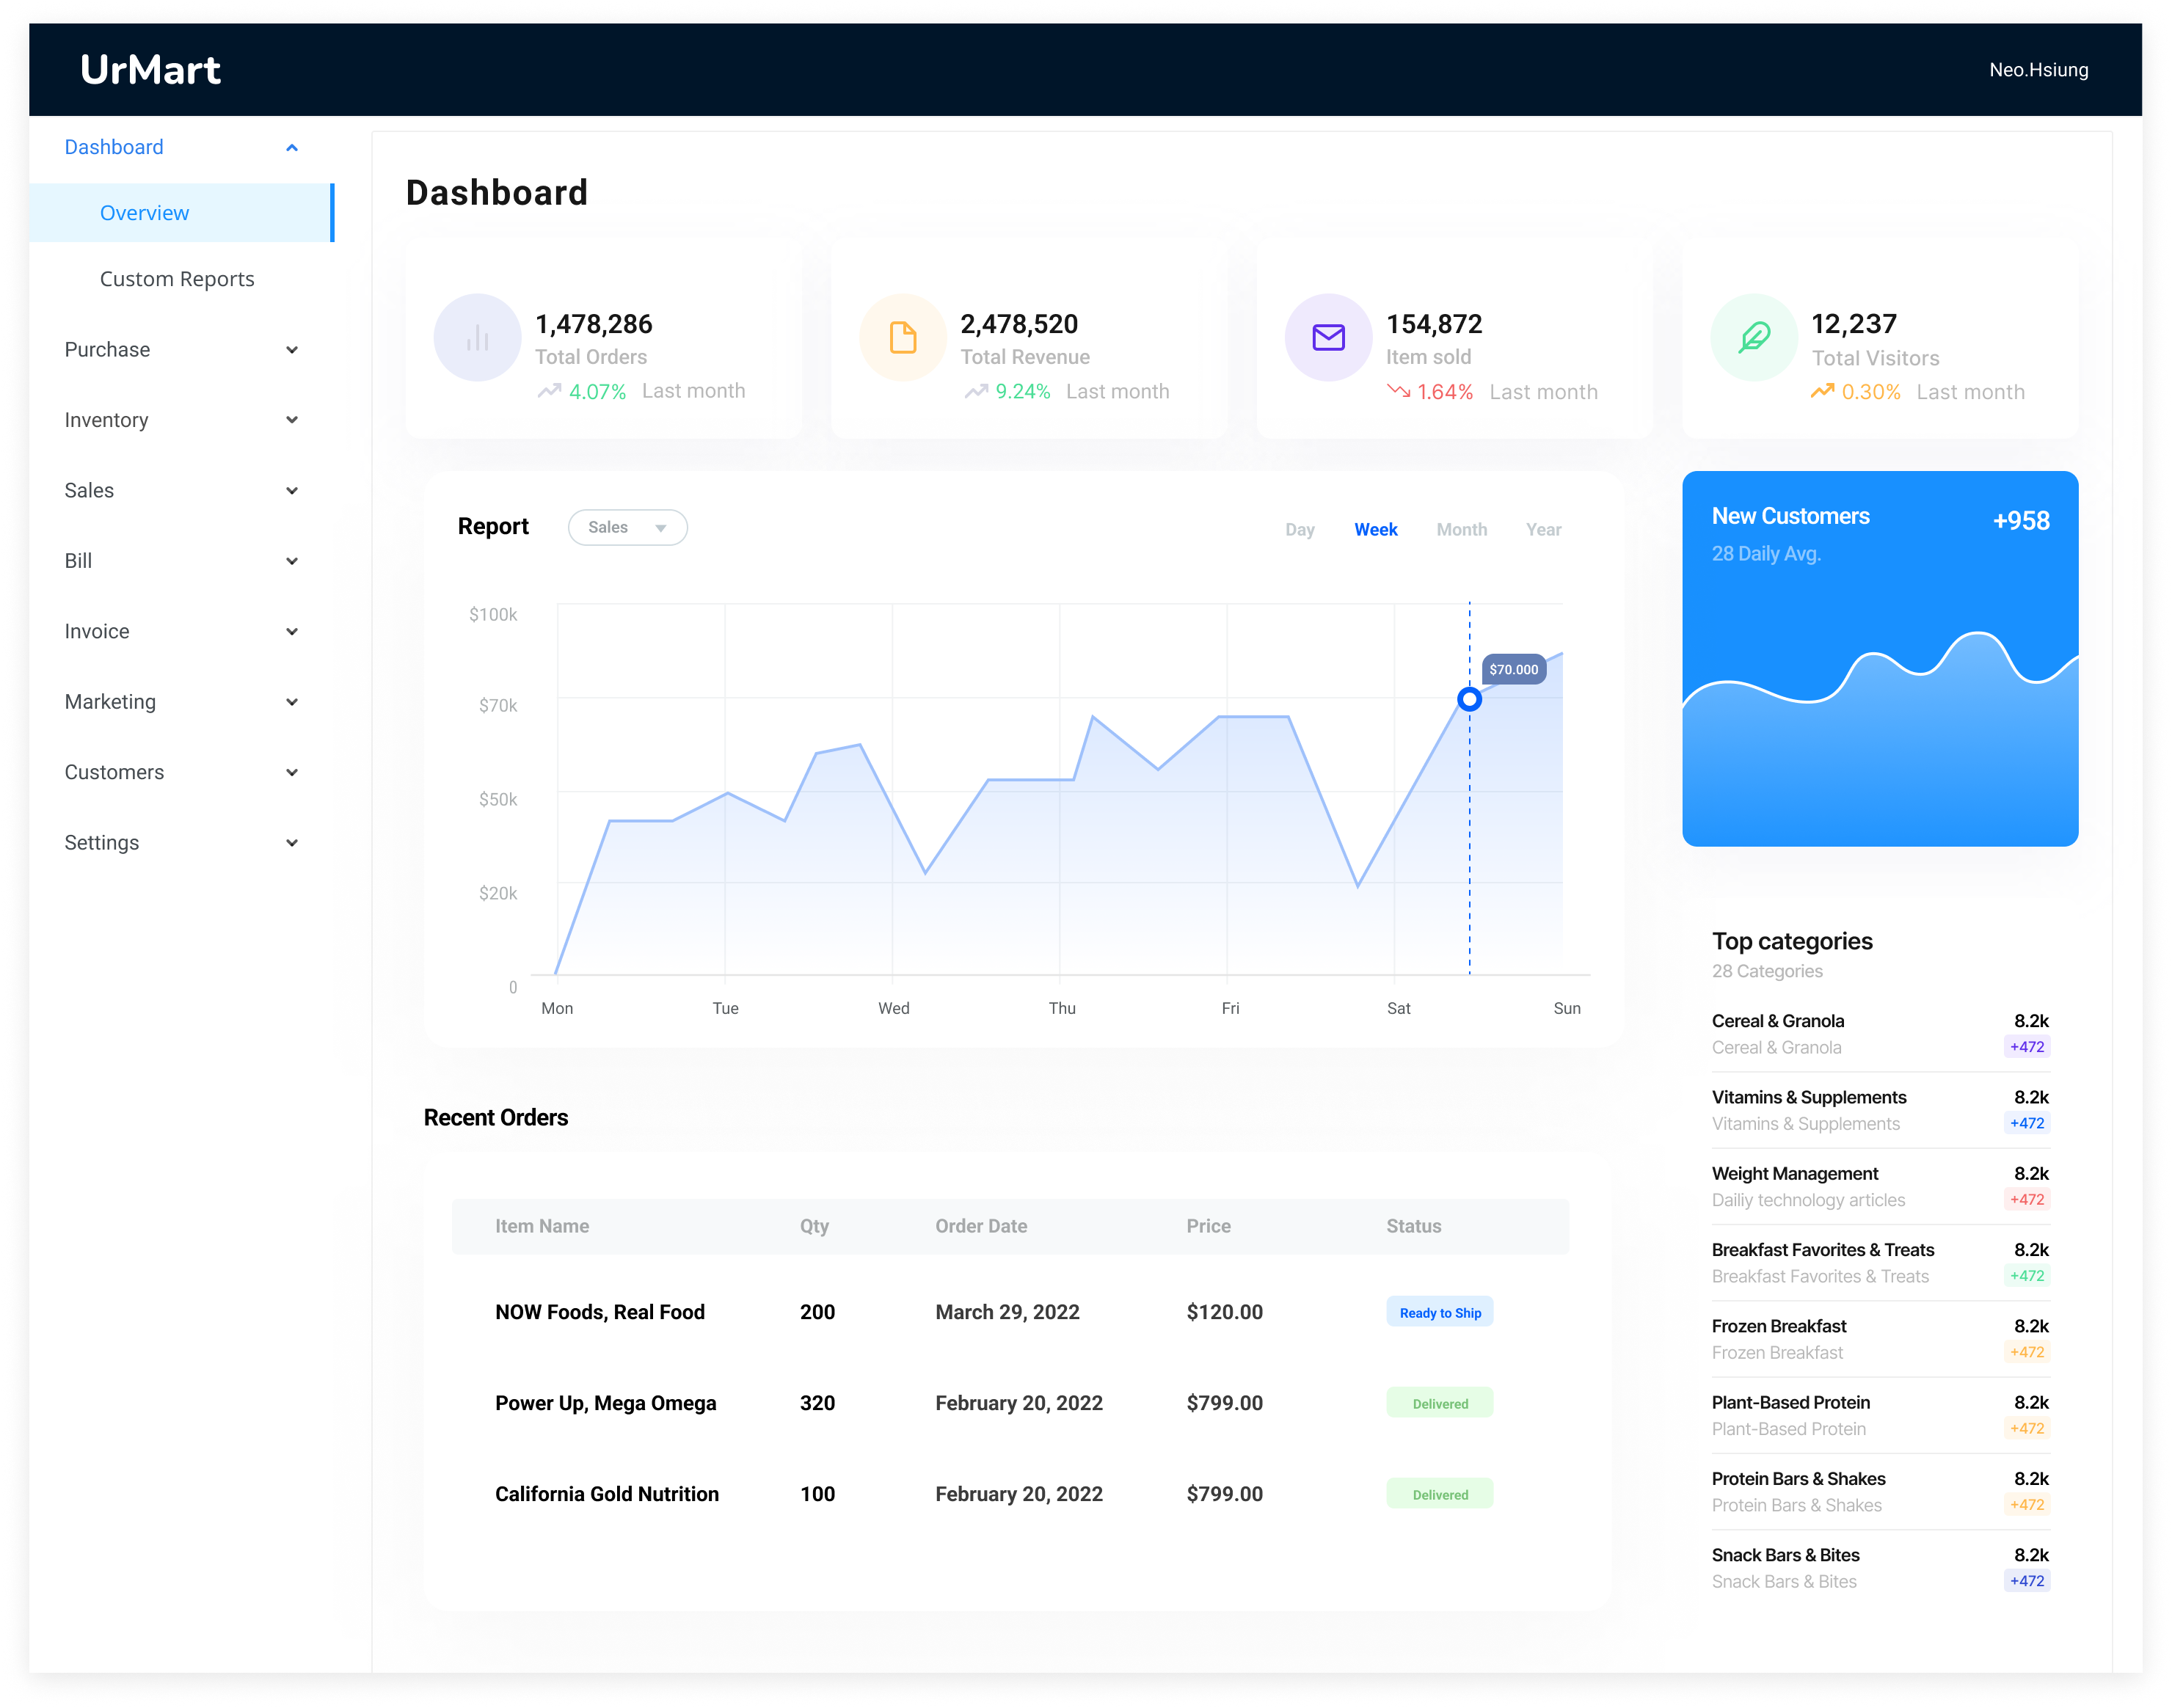 UrMart
Neo.Hsiung
Dashboard
Overview
Custom Reports
Purchase
Inventory
Sales
Bill
Invoice
Marketing
Customers
Settings
Dashboard
1,478,286
Total Orders
4.07% Last month
2,478,520
Total Revenue
9.24% Last month
154,872
Item sold
1.64% Last month
12,237
Total Visitors
0.30% Last month
Report Sales Day Week Month Year
$100k
$70k
$50k
$20k
0
$70.000
Mon Tue Wed Thu Fri Sat Sun
New Customers +958
28 Daily Avg.
Recent Orders
Item Name Qty Order Date Price Status
NOW Foods, Real Food 200 March 29, 2022 $120.00 Ready to Ship
Power Up, Mega Omega 320 February 20, 2022 $799.00 Delivered
California Gold Nutrition 100 February 20, 2022 $799.00 Delivered
Top categories
28 Categories
Cereal & Granola 8.2k
Cereal & Granola +472
Vitamins & Supplements 8.2k
Vitamins & Supplements +472
Weight Management 8.2k
Dailiy technology articles +472
Breakfast Favorites & Treats 8.2k
Breakfast Favorites & Treats +472
Frozen Breakfast 8.2k
Frozen Breakfast +472
Plant-Based Protein 8.2k
Plant-Based Protein +472
Protein Bars & Shakes 8.2k
Protein Bars & Shakes +472
Snack Bars & Bites 8.2k
Snack Bars & Bites +472